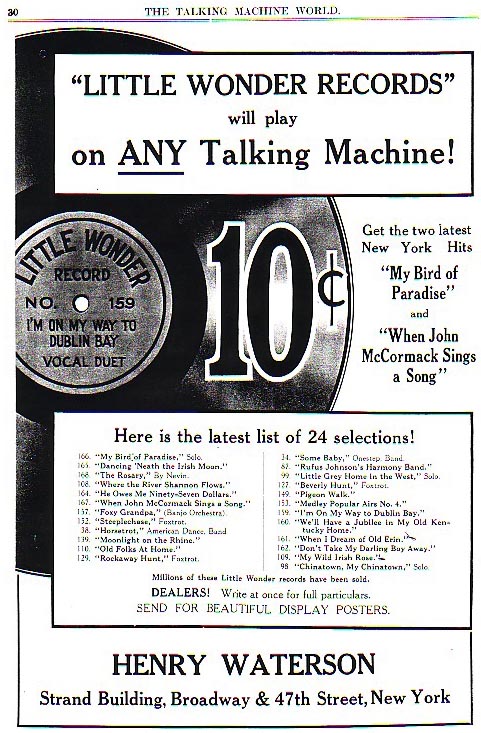 30
THE TALKING MACHINE WORLD.
"LITTLE WONDER RECORDS"
will play
on ANY Talking Machine!
LITTLE WONDER
RECORD
NO. 159
I'M ON MY WAY TO
DUBLIN BAY
VOCAL DUET
10¢
Get the two latest
New York Hits
"My Bird of
Paradise"
and
"When John
McCormack Sings
a Song"
Here is the latest list of 24 selections!
166. "My Bird of Paradise," Solo.
165. "Dancing 'Neath the Irish Moon."
168. "The Rosary," By Nevin.
108. "Where the River Shannon Flows."
164. "He Owes Me Ninety-Seven Dollars."
167. "When John McCormack Sings a Song."
157. "Foxy Grandpa," (Banjo Orchestra).
152. "Steeplechase," Foxtrot.
38. "Horsetrot," American Dance, Band
139. "Moonlight on the Rhine."
110. "Old Folks At Home."
129. "Rockaway Hunt," Foxtrot.
34. "Some Baby," Onestep, Band.
87. "Rufus Johnson's Harmony Band."
99. "Little Grey Home in the West," Solo.
127. "Beverly Hunt," Foxtrot.
149. "Pigeon Walk."
153. "Medley Popular Airs No. 4."
159. "I'm On My Way to Dublin Bay."
160. "We'll Have a Jubilee in My Old Ken-
tucky Home."
161. "When I Dream of Old Erin."
162. "Don't Take My Darling Boy Away."
109. "My Wild Irish Rose."
98. "Chinatown, My Chinatown," Solo.
Millions of these Little Wonder records have been sold.
DEALERS! Write at once for full particulars.
SEND FOR BEAUTIFUL DISPLAY POSTERS.
HENRY WATERSON
Strand Building, Broadway & 47th Street, New York